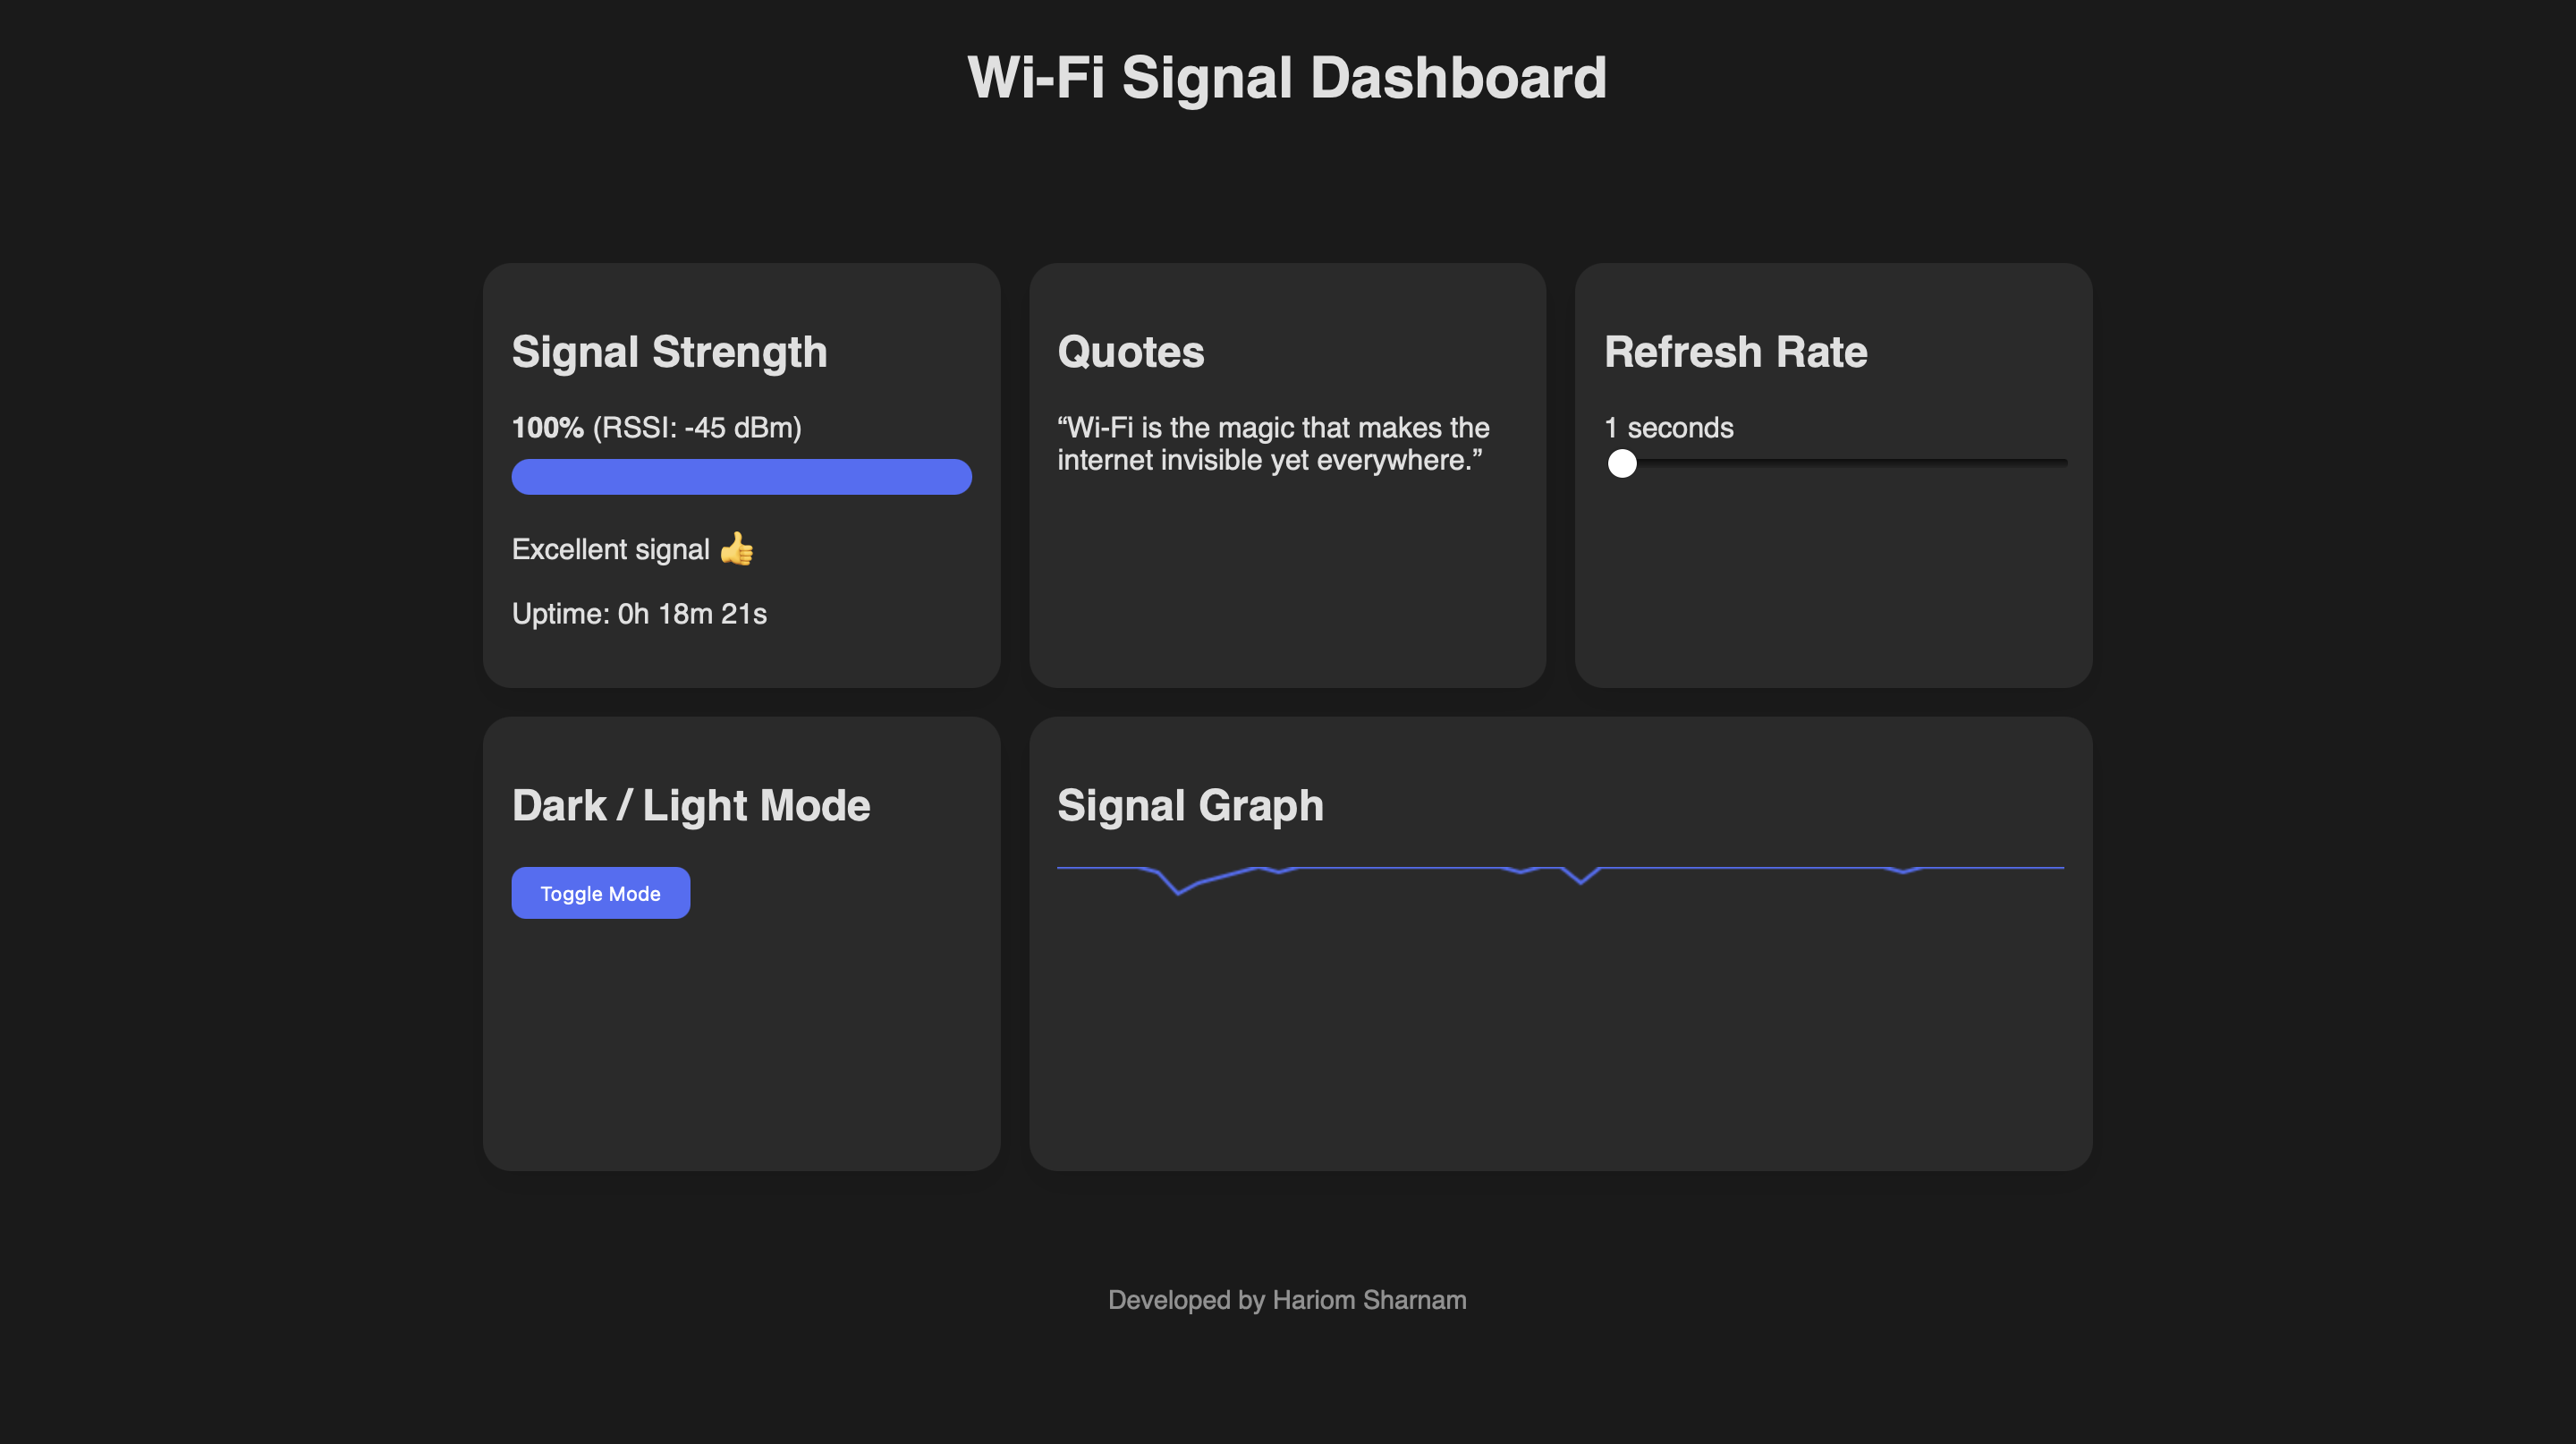 Wi-Fi Signal Dashboard
Signal Strength
100% (RSSI: -45 dBm)
Excellent signal 👍
Uptime: 0h 18m 21s
Quotes
“Wi-Fi is the magic that makes the
internet invisible yet everywhere.”
Refresh Rate
1 seconds
Dark / Light Mode
Toggle Mode
Signal Graph
Developed by Hariom Sharnam